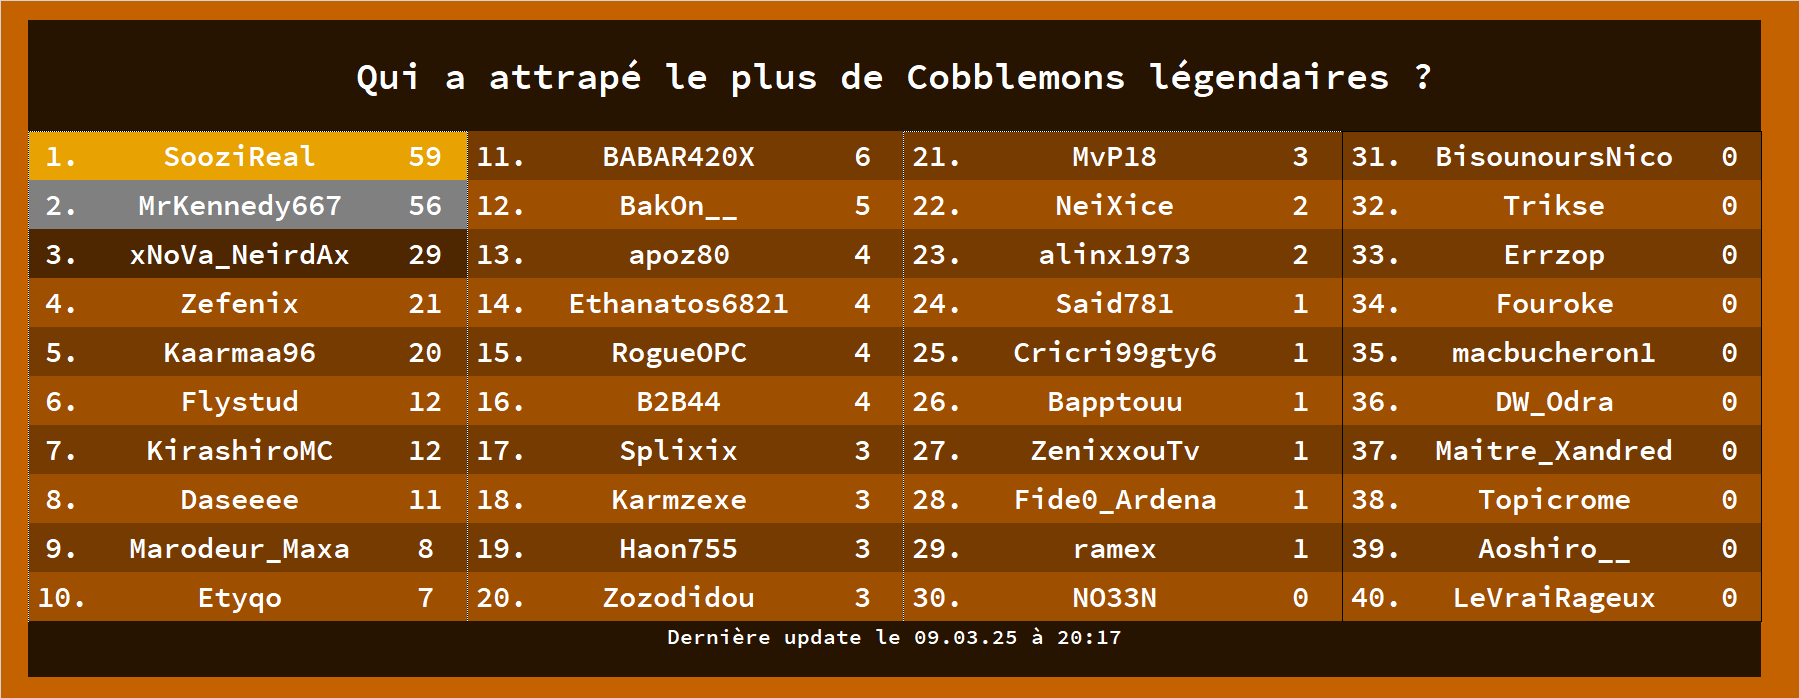 Qui a attrapé le plus de Cobblemons légendaires ?
1. SooziReal 59 11. BABAR420X 6 21. MvP18 3 31. BisounoursNico 0
2. MrKennedy667 56 12. BakOn__ 5 22. NeiXice 2 32. Trikse 0
3. xNoVa_NeirdAx 29 13. apoz80 4 23. alinx1973 2 33. Errzop 0
4. Zefenix 21 14. Ethanatos6821 4 24. Said781 1 34. Fouroke 0
5. Kaarmaa96 20 15. RogueOPC 4 25. Cricri99gty6 1 35. macbucheron1 0
6. Flystud 12 16. B2B44 4 26. Bapptouu 1 36. DW_Odra 0
7. KirashiroMC 12 17. Splixix 3 27. ZenixxouTv 1 37. Maitre_Xandred 0
8. Daseeee 11 18. Karmzexe 3 28. Fide0_Ardena 1 38. Topicrome 0
9. Marodeur_Maxa 8 19. Haon755 3 29. ramex 1 39. Aoshiro__ 0
10. Etyqo 7 20. Zozodidou 3 30. NO33N 0 40. LeVraiRageux 0
Dernière update le 09.03.25 à 20:17